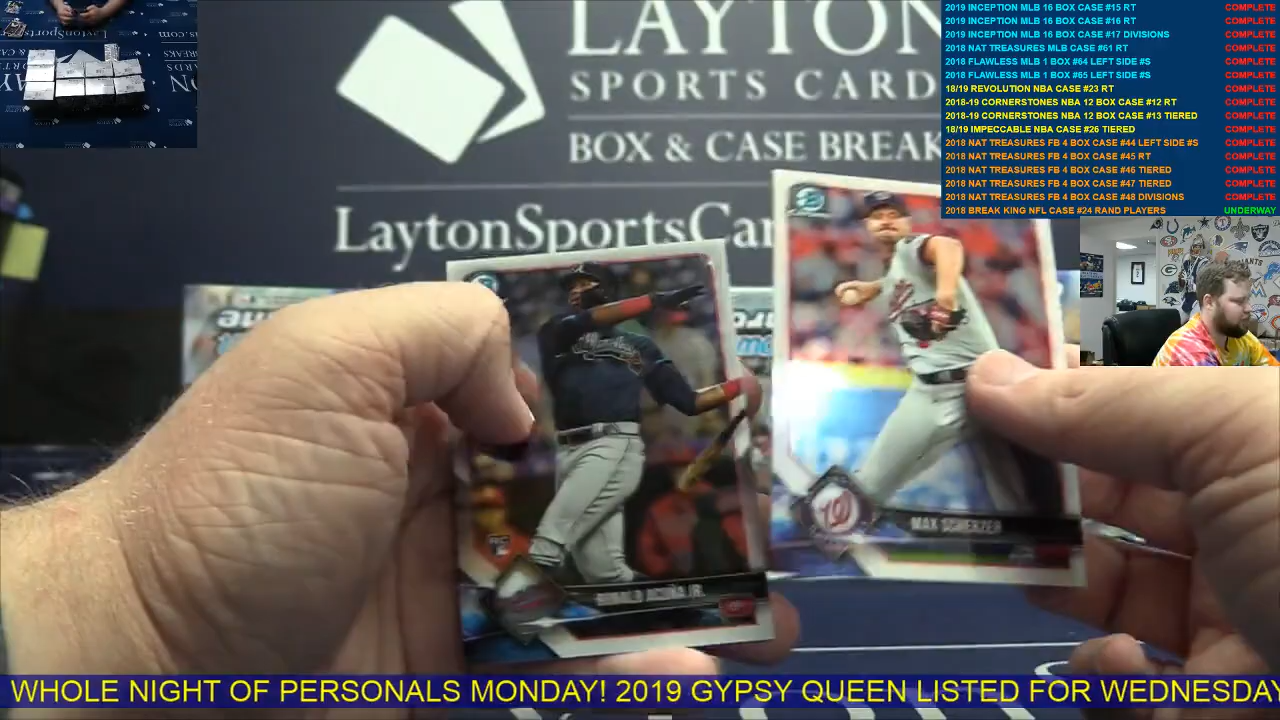 LAYTON
SPORTS CARD
BOX & CASE BREAK
LaytonSportsCar
2019 INCEPTION MLB 16 BOX CASE #15 RT COMPLETE
2019 INCEPTION MLB 16 BOX CASE #16 RT COMPLETE
2019 INCEPTION MLB 16 BOX CASE #17 DIVISIONS COMPLETE
2018 NAT TREASURES MLB CASE #61 RT COMPLETE
2018 FLAWLESS MLB 1 BOX #64 LEFT SIDE #S COMPLETE
2018 FLAWLESS MLB 1 BOX #65 LEFT SIDE #S COMPLETE
18/19 REVOLUTION NBA CASE #23 RT COMPLETE
2018-19 CORNERSTONES NBA 12 BOX CASE #12 RT COMPLETE
2018-19 CORNERSTONES NBA 12 BOX CASE #13 TIERED COMPLETE
18/19 IMPECCABLE NBA CASE #26 TIERED COMPLETE
2018 NAT TREASURES FB 4 BOX CASE #44 LEFT SIDE #S COMPLETE
2018 NAT TREASURES FB 4 BOX CASE #45 RT COMPLETE
2018 NAT TREASURES FB 4 BOX CASE #46 TIERED COMPLETE
2018 NAT TREASURES FB 4 BOX CASE #47 TIERED COMPLETE
2018 NAT TREASURES FB 4 BOX CASE #48 DIVISIONS COMPLETE
2018 BREAK KING NFL CASE #24 RAND PLAYERS UNDERWAY
MAX SCHERZER
RONALD ACUÑA JR.
RC
W
WHOLE NIGHT OF PERSONALS MONDAY! 2019 GYPSY QUEEN LISTED FOR WEDNESDAY